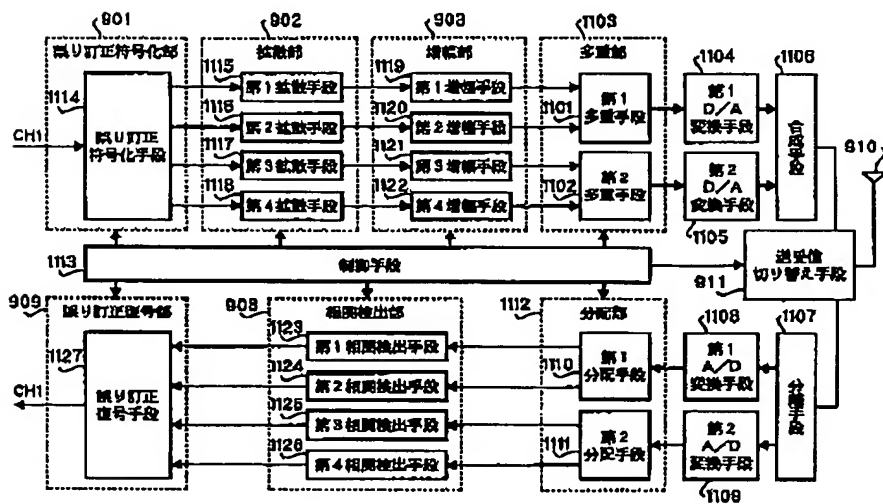 901
902
903
1103
誤り訂正符号化部
拡散部
増幅部
多重部
1114
誤り訂正
符号化手段
CH1
1115
第1拡散手段
1116
第2拡散手段
1117
第3拡散手段
1118
第4拡散手段
1119
第1増幅手段
1120
第2増幅手段
1121
第3増幅手段
1122
第4増幅手段
1101
第1
多重手段
1102
第2
多重手段
1104
第1
D/A
変換手段
1105
第2
D/A
変換手段
1106
合成手段
910
1113
制御手段
911
送受信
切り替え手段
909
誤り訂正復号部
908
相関検出部
1112
分配部
1127
誤り訂正
復号手段
CH1
1123
第1相関検出手段
1124
第2相関検出手段
1125
第3相関検出手段
1126
第4相関検出手段
1110
第1
分配手段
1111
第2
分配手段
1108
第1
A/D
変換手段
1109
第2
A/D
変換手段
1107